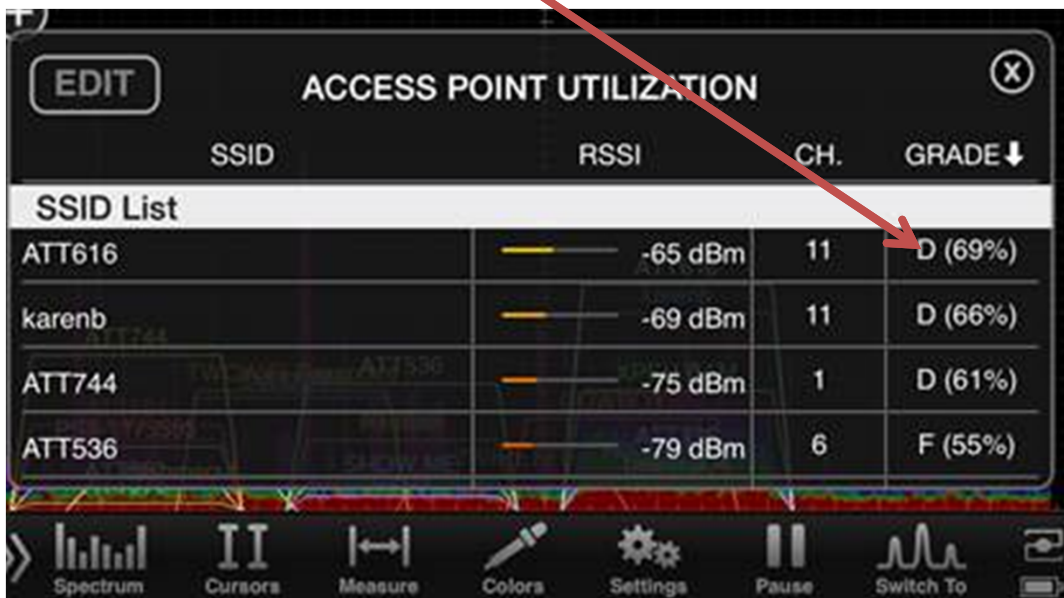 EDIT ACCESS POINT UTILIZATION X
SSID RSSI CH. GRADE
SSID List
ATT616 -65 dBm 11 D (69%)
karenb -69 dBm 11 D (66%)
ATT744 -75 dBm 1 D (61%)
ATT536 -79 dBm 6 F (55%)
Spectrum Cursors Measure Colors Settings Pause Switch To